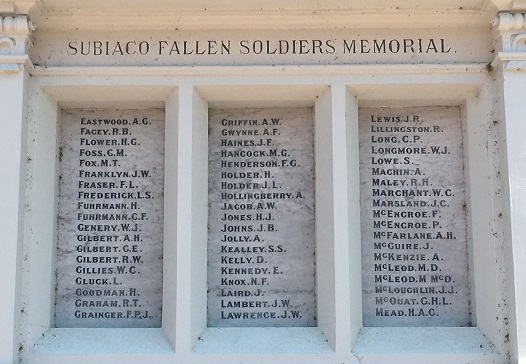 SUBIACO FALLEN SOLDIERS MEMORIAL.
EASTWOOD. A. G.
FACEY. R. B.
FLOWER. H. G.
FOSS. C. M.
FOX. M. T.
FRANKLYN. J. W.
FRASER. F. L.
FREDERICK. L. S.
FUHRMANN. H.
FUHRMANN. C. F.
GENERY. W. J.
GILBERT. A. H.
GILBERT. C. E.
GILBERT. R. W.
GILLIES. W. C.
GLUCK. L.
GOODMAN. H.
GRAHAM. R. T.
GRAINGER. F. P. J.
GRIFFIN. A. W.
GWYNNE. A. F.
HAINES. J. F.
HANCOCK. M. G.
HENDERSON. F. G.
HOLDER. H.
HOLDER. J. L.
HOLLINGBERRY. A.
JACOB. A. W.
JONES. H. J.
JOHNS. J. B.
JOLLY. A.
KEALLEY. S. S.
KELLY. D.
KENNEDY. E.
KNOX. N. F.
LAIRD. J.
LAMBERT. J. W.
LAWRENCE. J. W.
LEWIS. J. R.
LILLINGSTON. R.
LONG. C. P.
LONGMORE. W. J.
LOWE. S.
MACHIN. A.
MALEY. R. H.
MARCHANT. W. C.
MARSLAND. J. C.
McENCROE. F.
McENCROE. P.
McFARLANE. A. H.
McGUIRE. J.
McKENZIE. A.
McLEOD. M. D.
McLEOD. M McD.
McLOUGHLIN. J. J.
McQUAT. G. H. L.
MEAD. H. A. C.